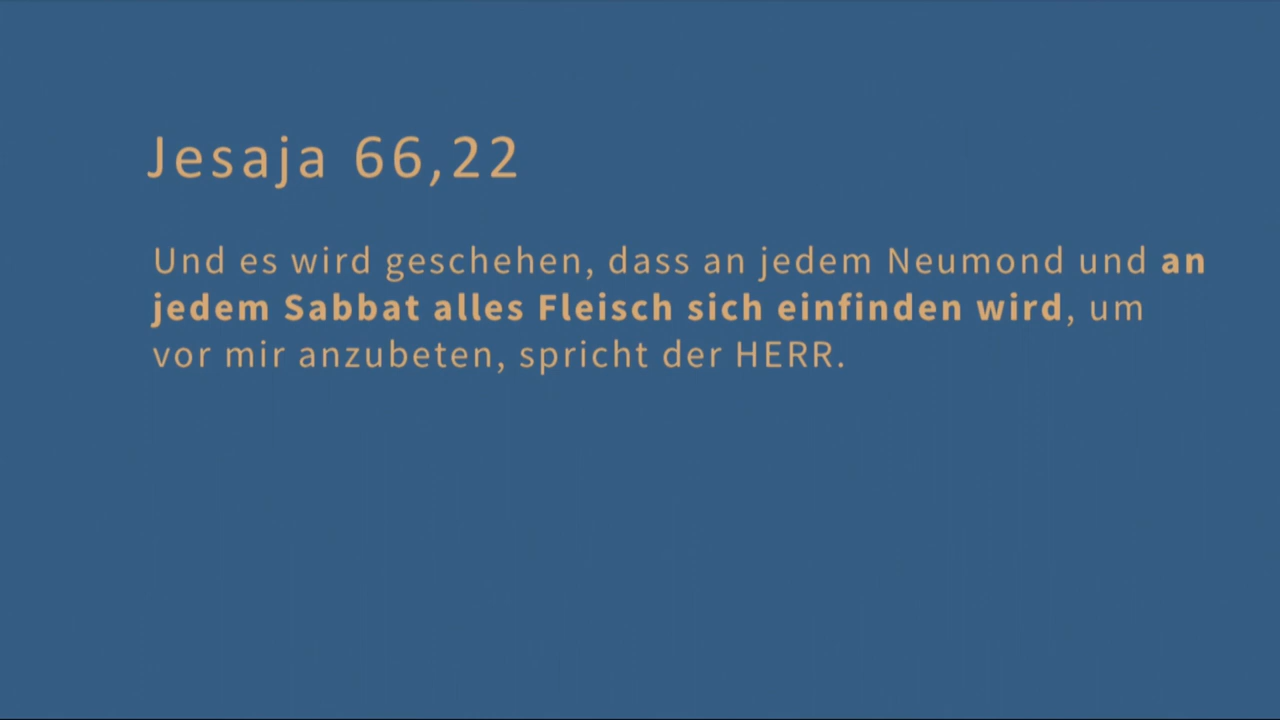 Jesaja 66,22
Und es wird geschehen, dass an jedem Neumond und an
jedem Sabbat alles Fleisch sich einfinden wird, um
vor mir anzubeten, spricht der HERR.